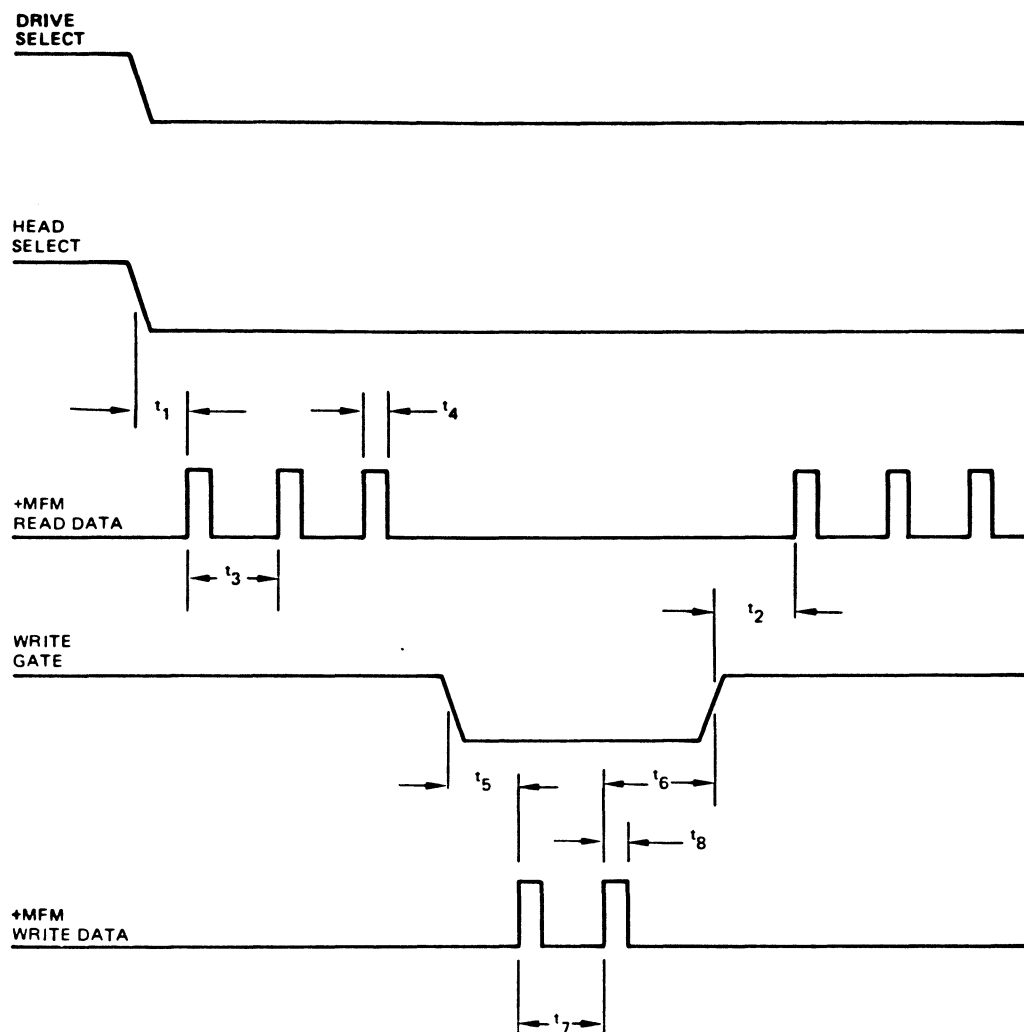 DRIVE
SELECT
HEAD
SELECT
t1
t4
+MFM
READ DATA
t3
t2
WRITE
GATE
t5
t6
t8
+MFM
WRITE DATA
t7